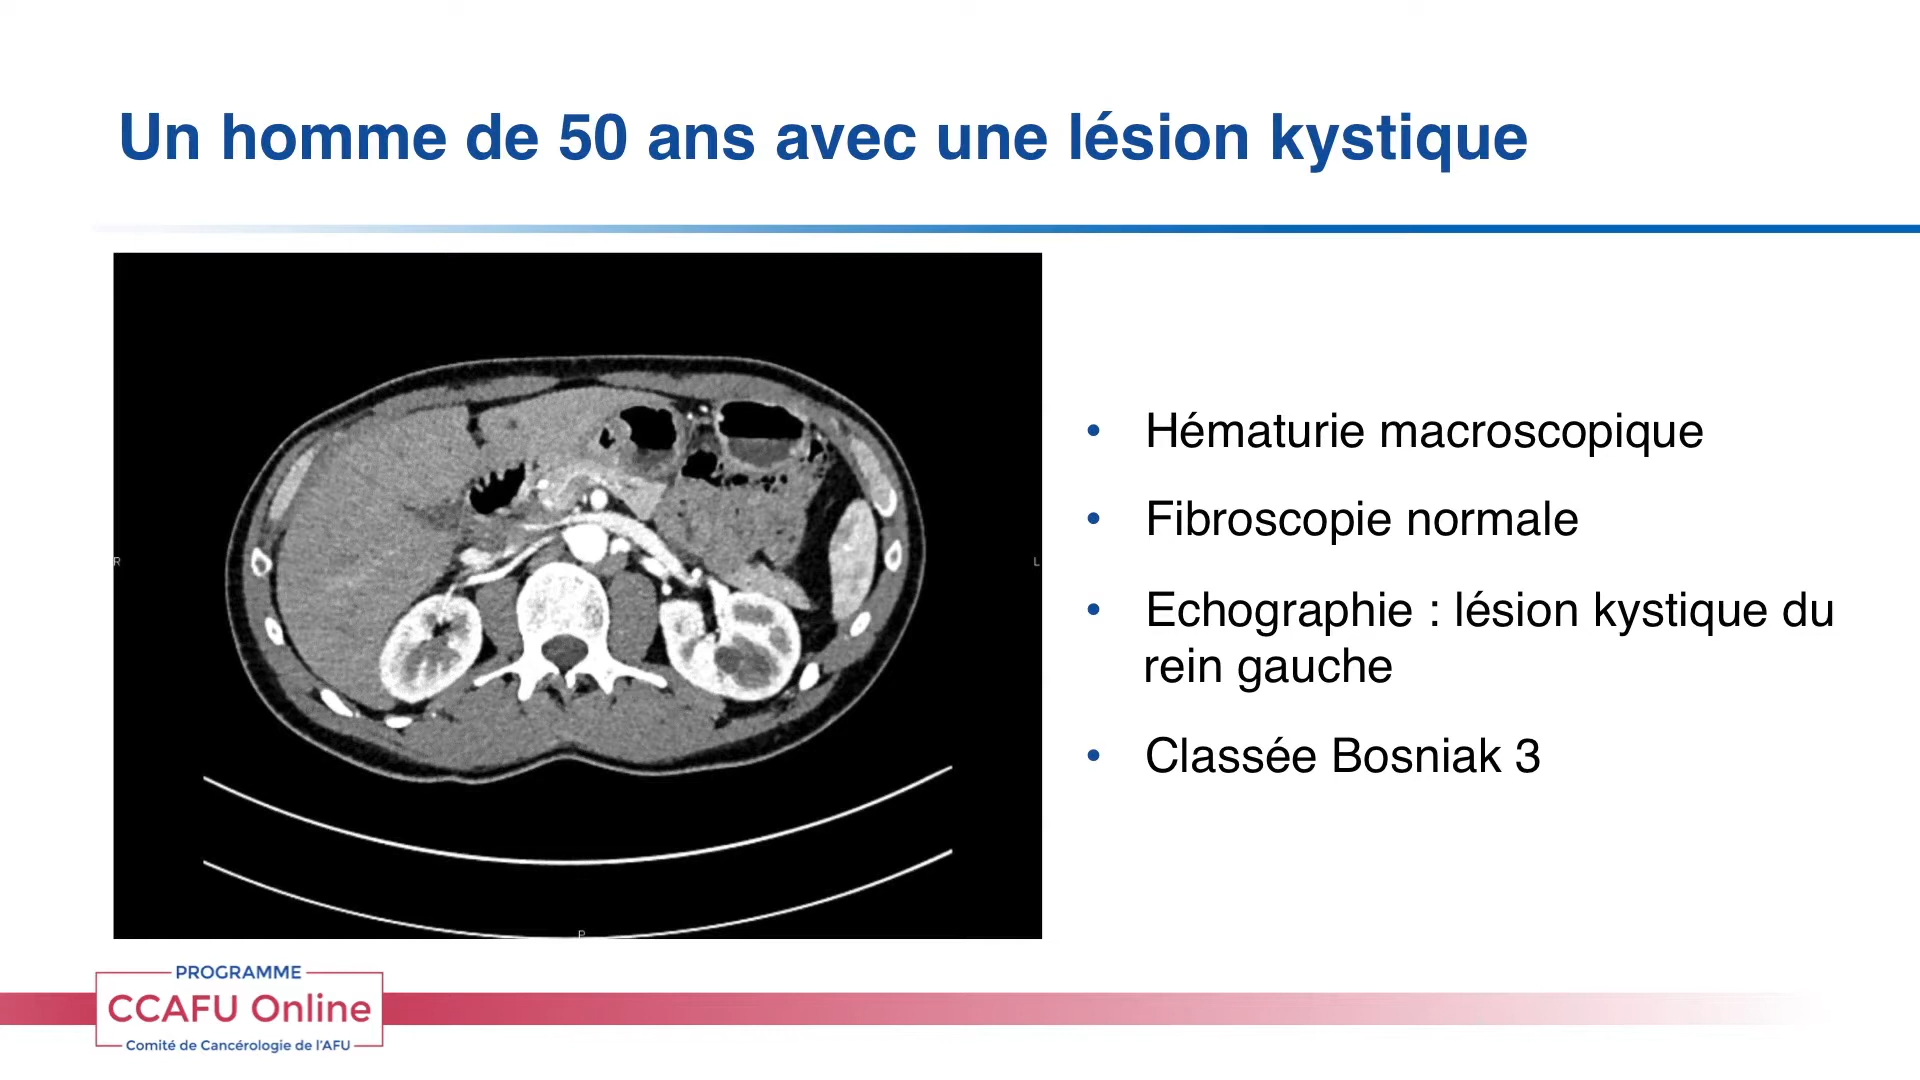 Un homme de 50 ans avec une lésion kystique
R
L
P
• Hématurie macroscopique
• Fibroscopie normale
• Echographie : lésion kystique du
rein gauche
• Classée Bosniak 3
PROGRAMME
CCAFU Online
Comité de Cancérologie de l'AFU